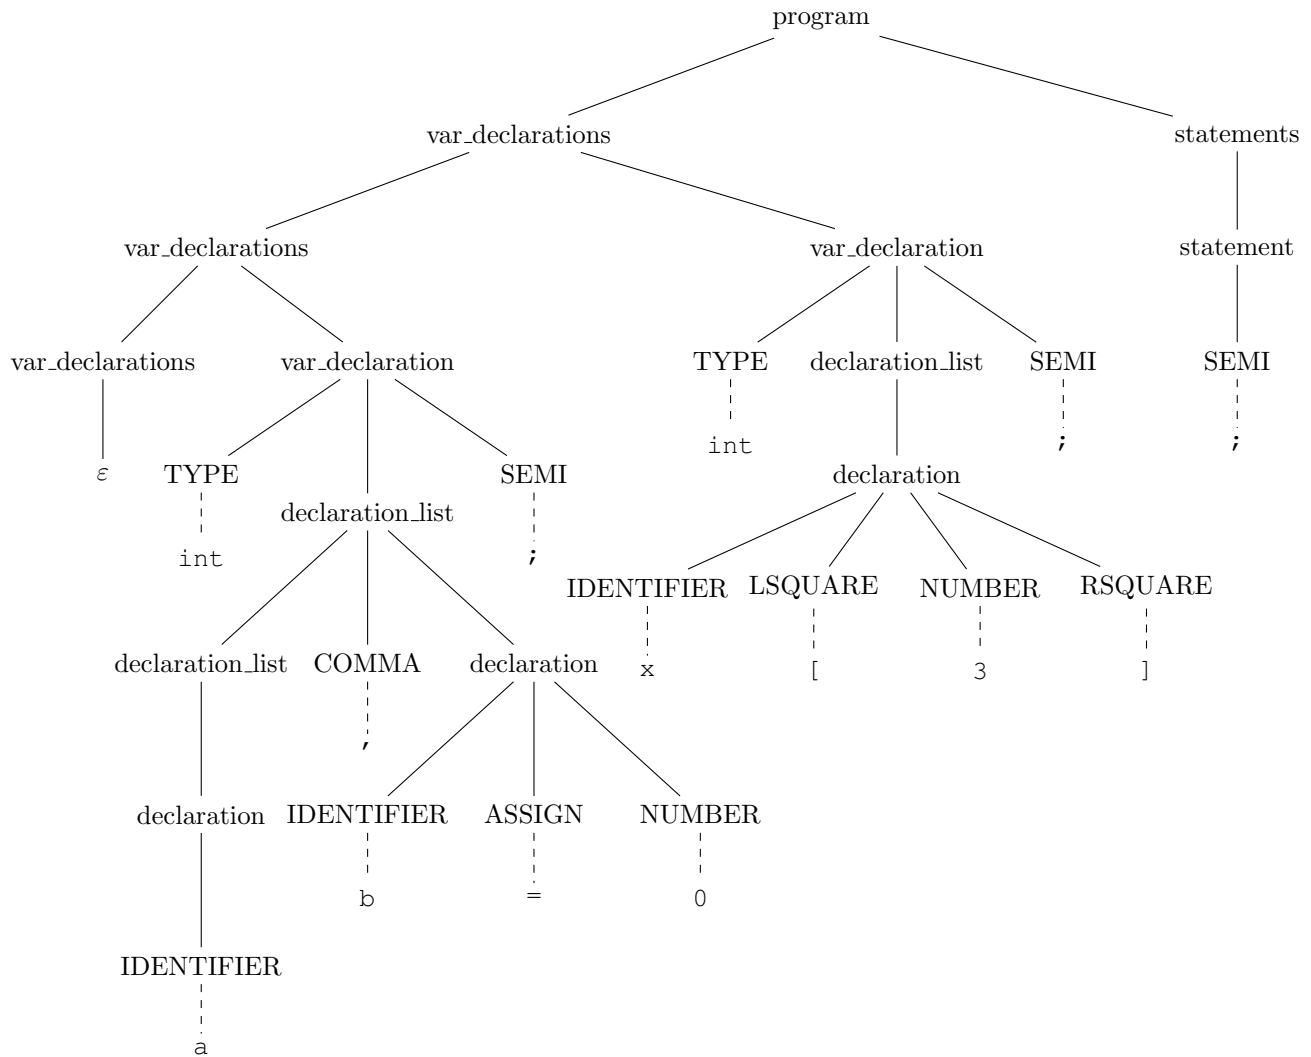 program
var_declarations statements
var_declarations var_declaration statement
var_declarations var_declaration TYPE declaration_list SEMI SEMI
int ; ;
ε TYPE SEMI declaration
declaration_list
int ;
IDENTIFIER LSQUARE NUMBER RSQUARE
declaration_list COMMA declaration x [ 3 ]
,
declaration IDENTIFIER ASSIGN NUMBER
b = 0
IDENTIFIER
a